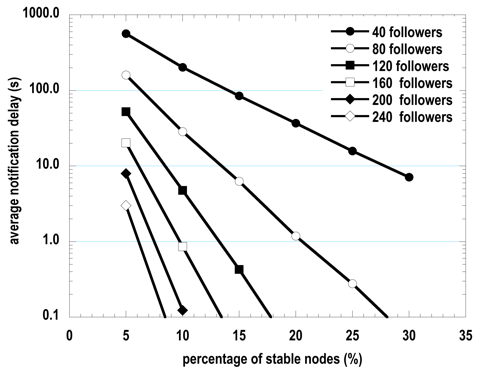 1000.0
100.0
10.0
1.0
0.1
average notification delay (s)
40 followers
80 followers
120 followers
160 followers
200 followers
240 followers
0 5 10 15 20 25 30 35
percentage of stable nodes (%)